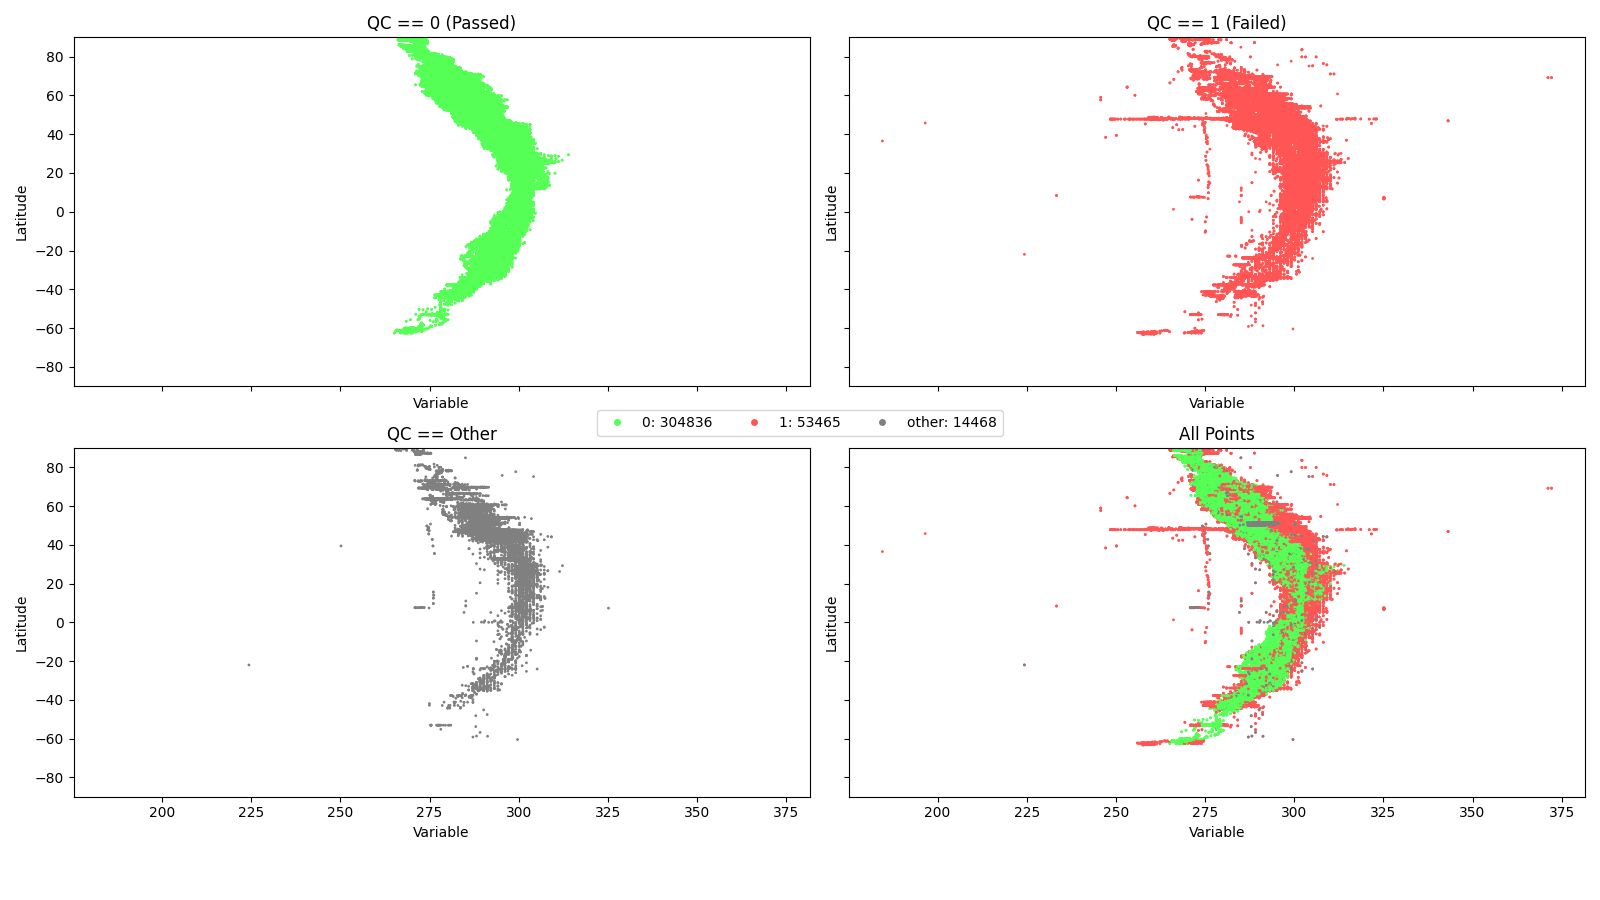 QC == 0 (Passed)
QC == 1 (Failed)
Latitude
80
60
40
20
0
−20
−40
−60
−80
Variable
Latitude
Variable
0: 304836
1: 53465
other: 14468
QC == Other
All Points
Latitude
80
60
40
20
0
−20
−40
−60
−80
200 225 250 275 300 325 350 375
Variable
Latitude
200 225 250 275 300 325 350 375
Variable